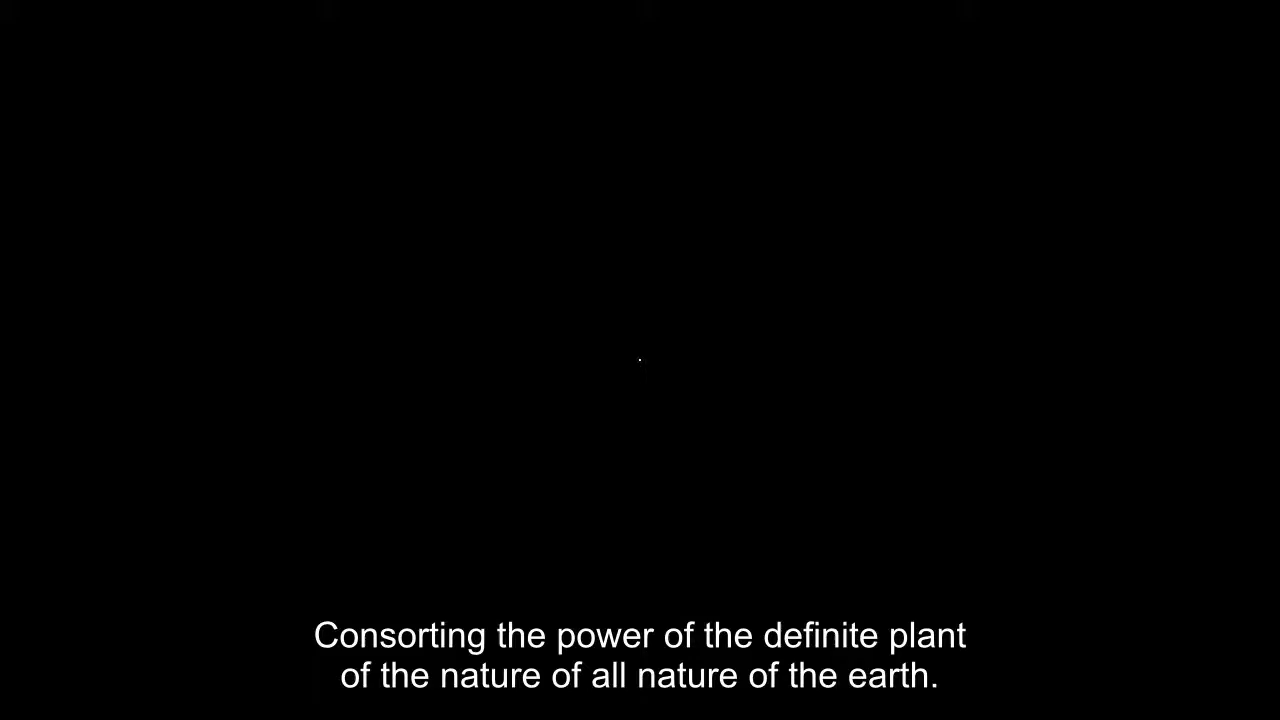 Consorting the power of the definite plant
of the nature of all nature of the earth.